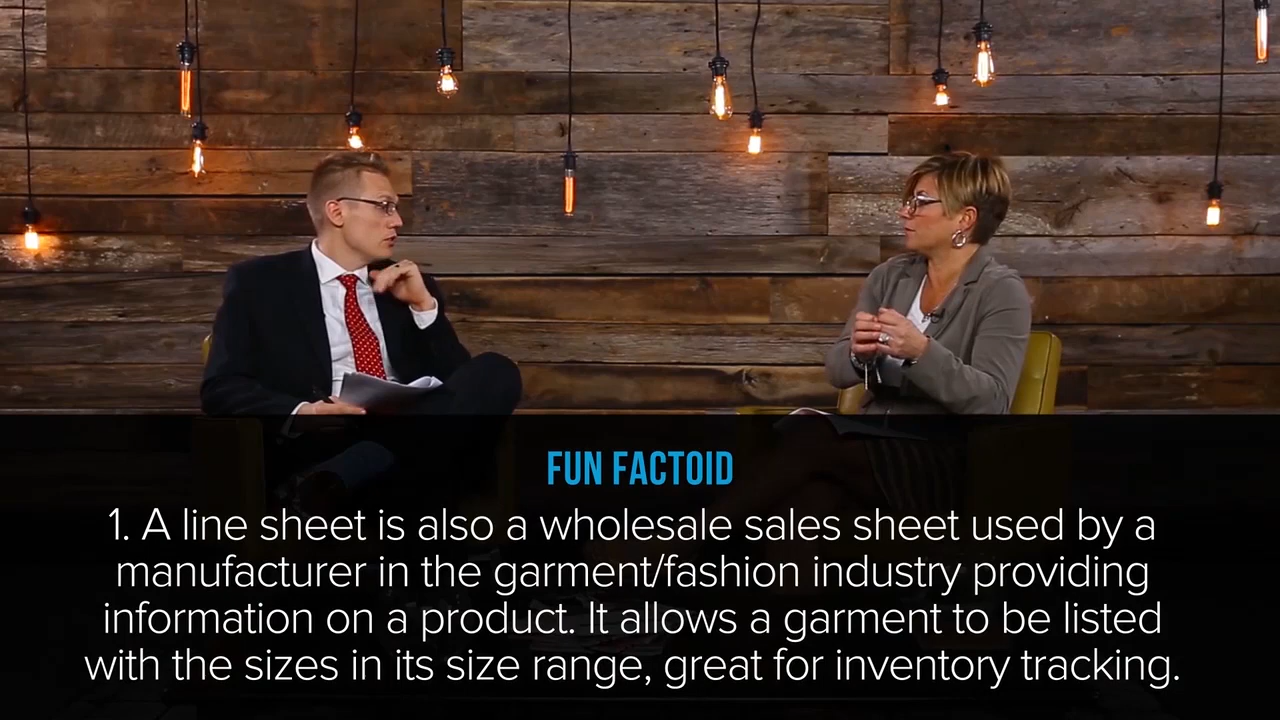 FUN FACTOID
1. A line sheet is also a wholesale sales sheet used by a
manufacturer in the garment/fashion industry providing
information on a product. It allows a garment to be listed
with the sizes in its size range, great for inventory tracking.